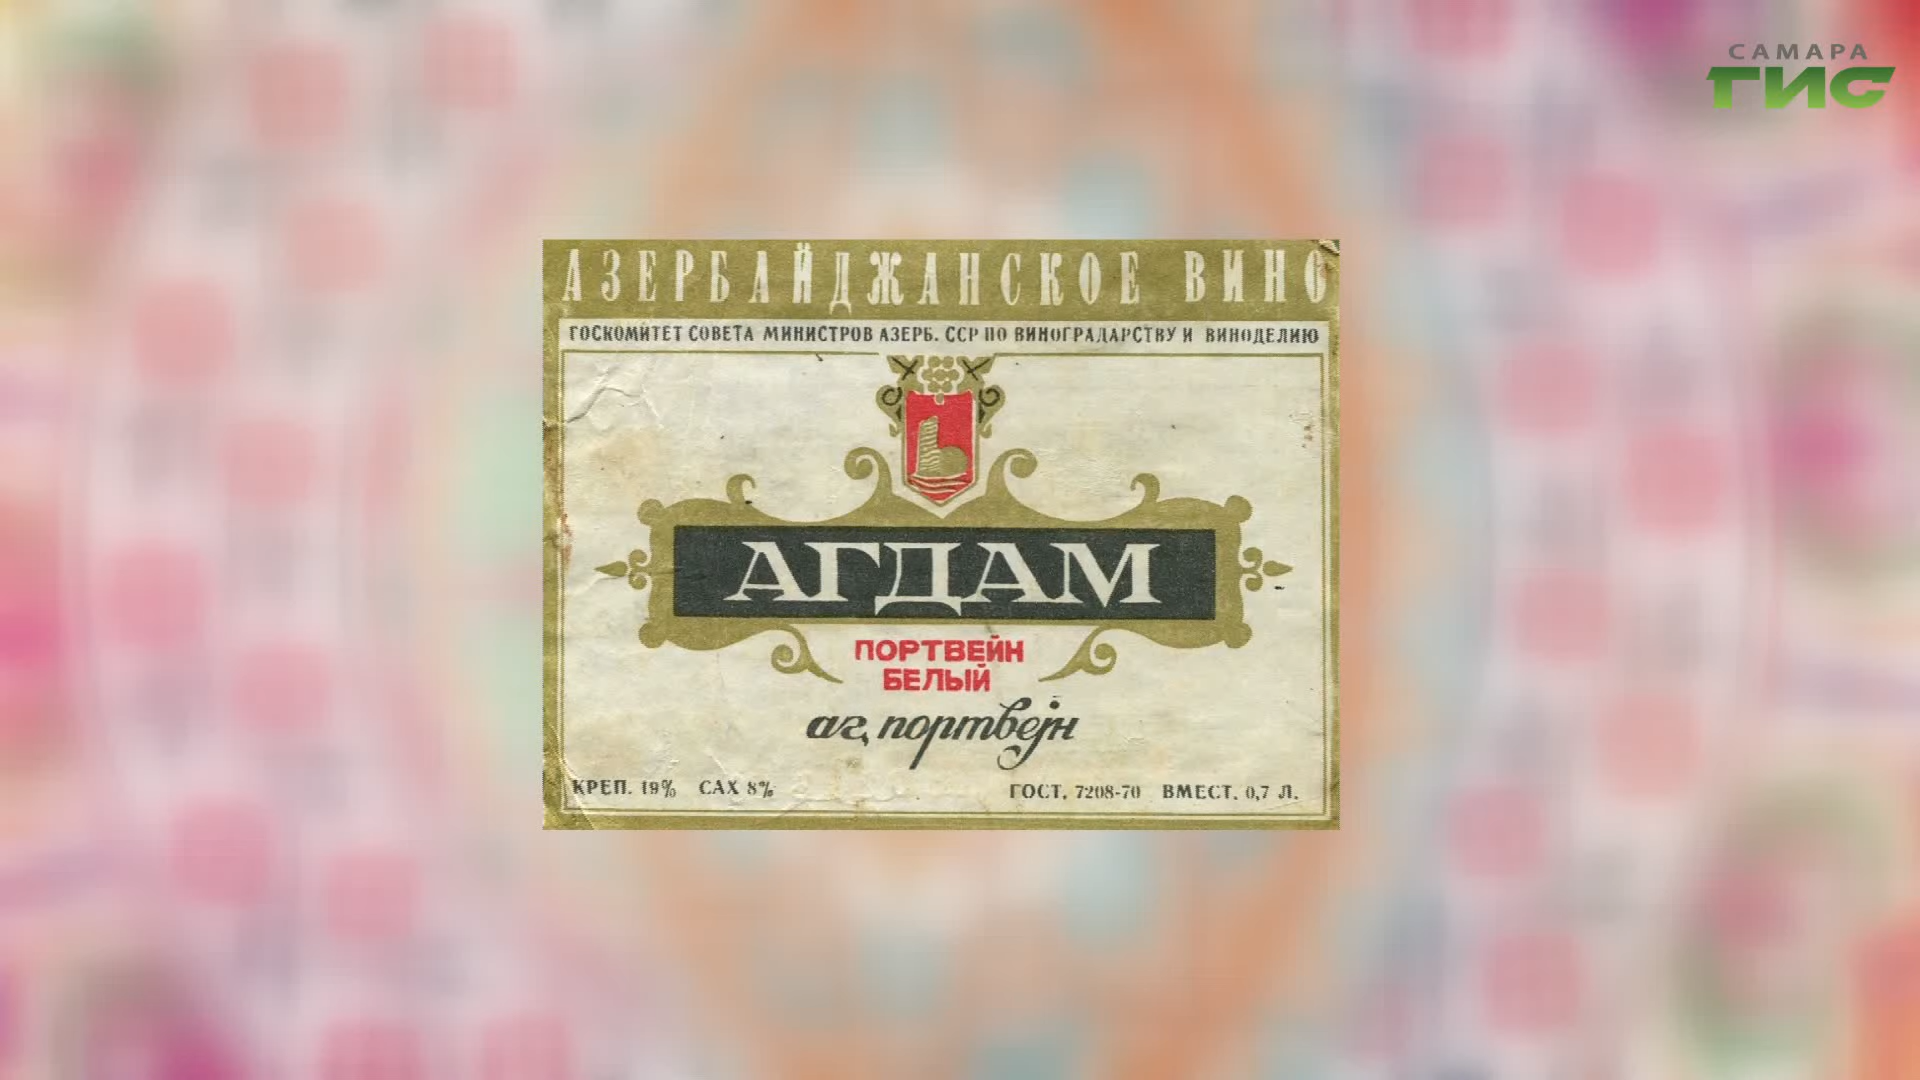 САМАРА
ГИС
АЗЕРБАЙДЖАНСКОЕ ВИНО
ГОСКОМИТЕТ СОВЕТА МИНИСТРОВ АЗЕРБ. ССР ПО ВИНОГРАДАРСТВУ И ВИНОДЕЛИЮ
АГДАМ
ПОРТВЕЙН
БЕЛЫЙ
аг, портвејн
КРЕП. 19% САХ 8% ГОСТ. 7208-70 ВМЕСТ. 0,7 Л.